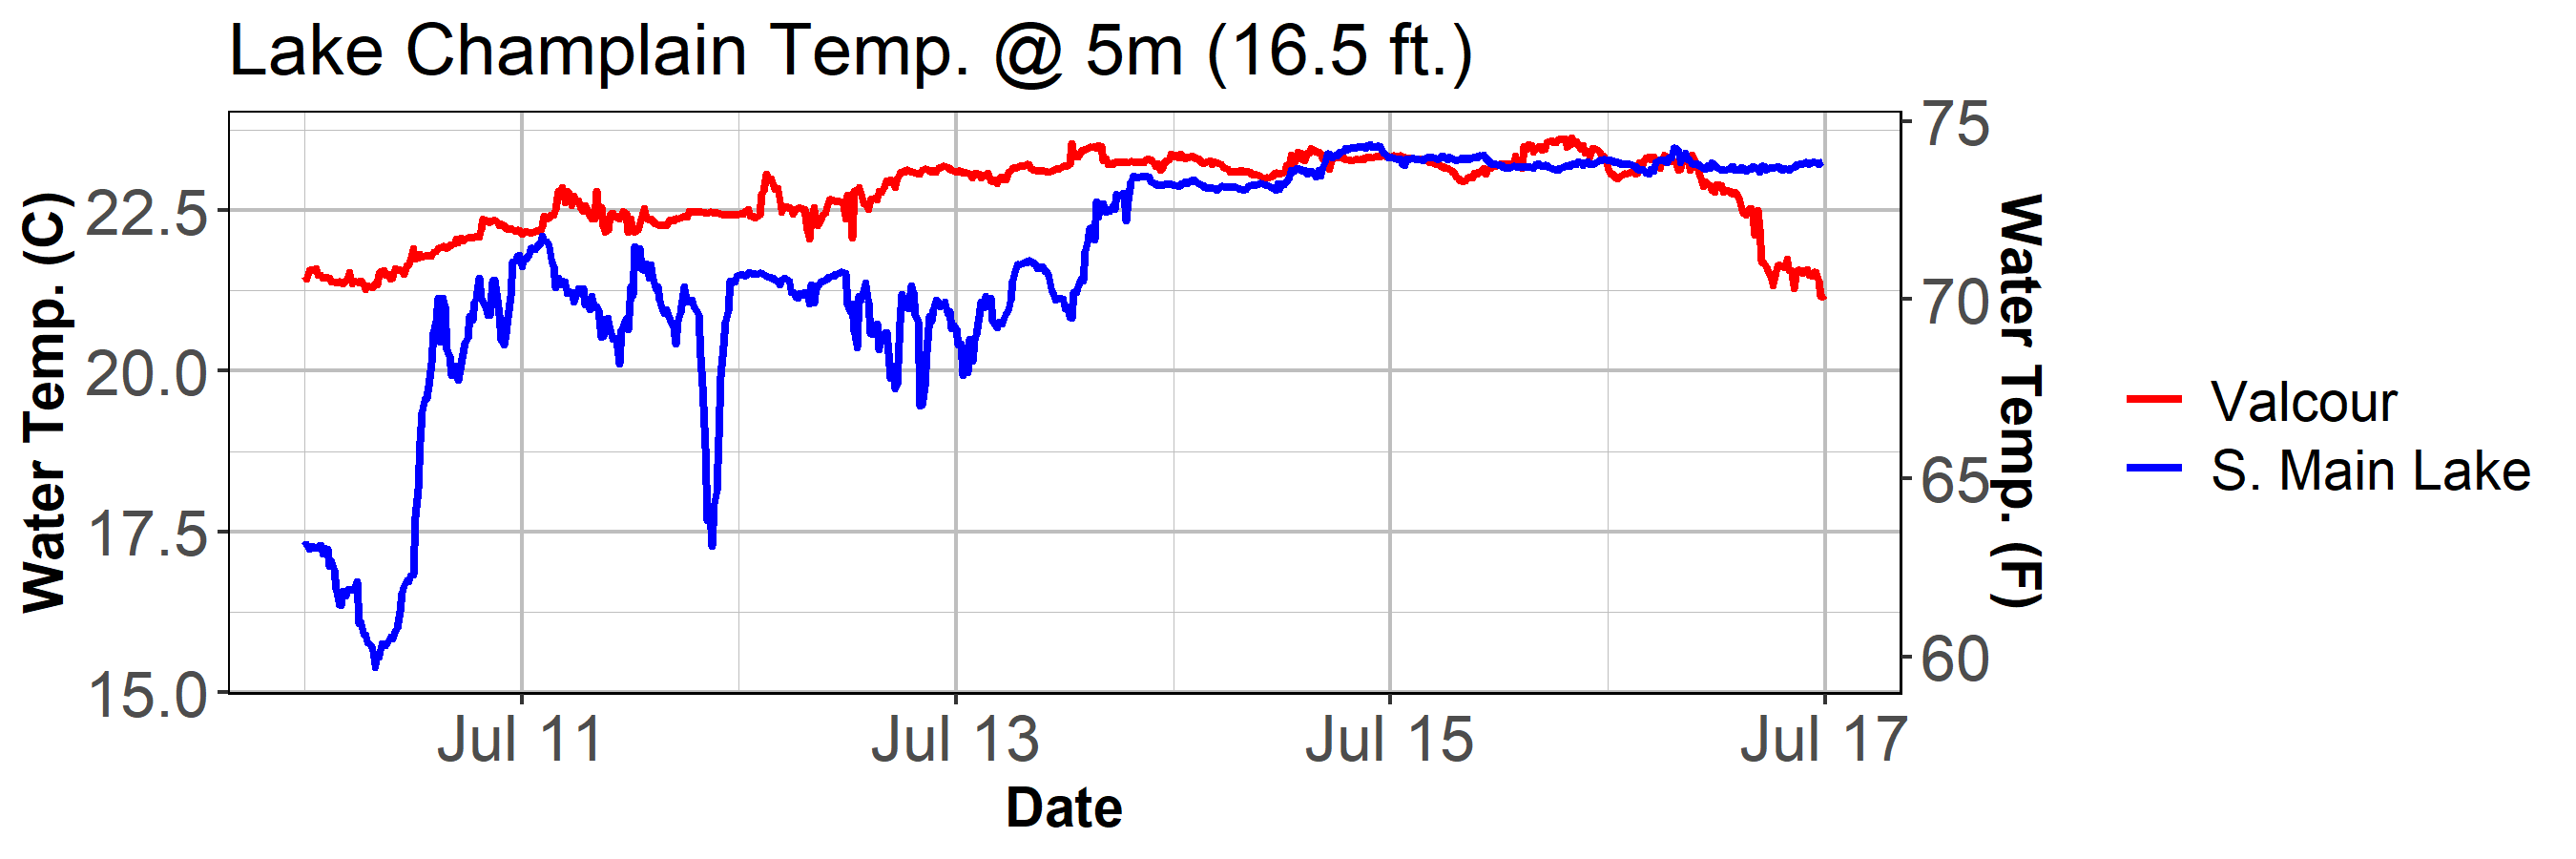 Lake Champlain Temp. @ 5m (16.5 ft.)
Water Temp. (C)
22.5
20.0
17.5
15.0
75
70
65
60
Water Temp. (F)
Jul 11
Jul 13
Jul 15
Jul 17
Date
Valcour
S. Main Lake